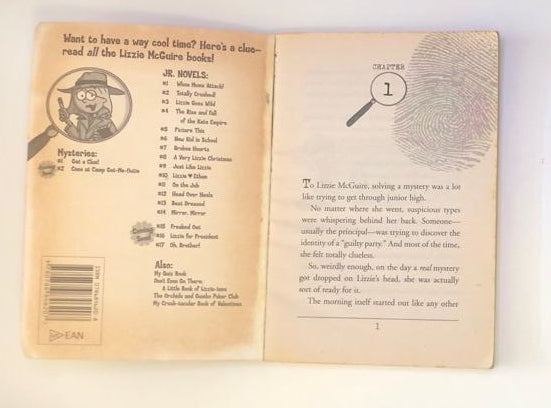 Want to have a way cool time? Here's a clue—
read all the Lizzie McGuire books!
JR. NOVELS:
#1 When Moms Attack!
#2 Totally Crushed!
#3 Lizzie Goes Wild
#4 The Rise and Fall
of the Kate Empire
#5 Picture This
#6 New Kid in School
#7 Broken Hearts
#8 A Very Lizzie Christmas
#9 Just Like Lizzie
#10 Lizzie ♥ Ethan
#11 On the Job
#12 Head Over Heels
#13 Best Dressed
#14 Mirror, Mirror
Coming Soon!
#15 Freaked Out
#16 Lizzie for President
#17 Oh, Brother!
Also:
My Quiz Book
Don't Even Go There:
A Little Book of Lizzie-isms
The Orchids and Gumbo Poker Club
My Crush-tacular Book of Valentines
Mysteries:
#1 Get a Clue!
#2 Case at Camp Get-Me-Outie
EAN
CHAPTER
1
To Lizzie McGuire, solving a mystery was a lot
like trying to get through junior high.
No matter where she went, suspicious types
were whispering behind her back. Someone—
usually the principal—was trying to discover the
identity of a "guilty party." And most of the time,
she felt totally clueless.
So, weirdly enough, on the day a real mystery
got dropped on Lizzie's head, she was actually
sort of ready for it.
The morning itself started out like any other
1